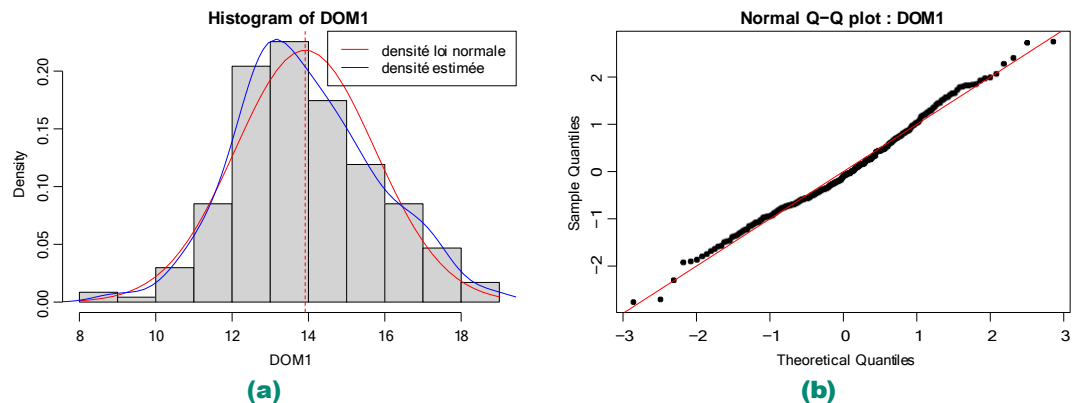 Histogram of DOM1
densité loi normale
densité estimée
Density
0.00 0.05 0.10 0.15 0.20
8 10 12 14 16 18
DOM1
(a)
Normal Q−Q plot : DOM1
Sample Quantiles
−2 −1 0 1 2
−3 −2 −1 0 1 2 3
Theoretical Quantiles
(b)